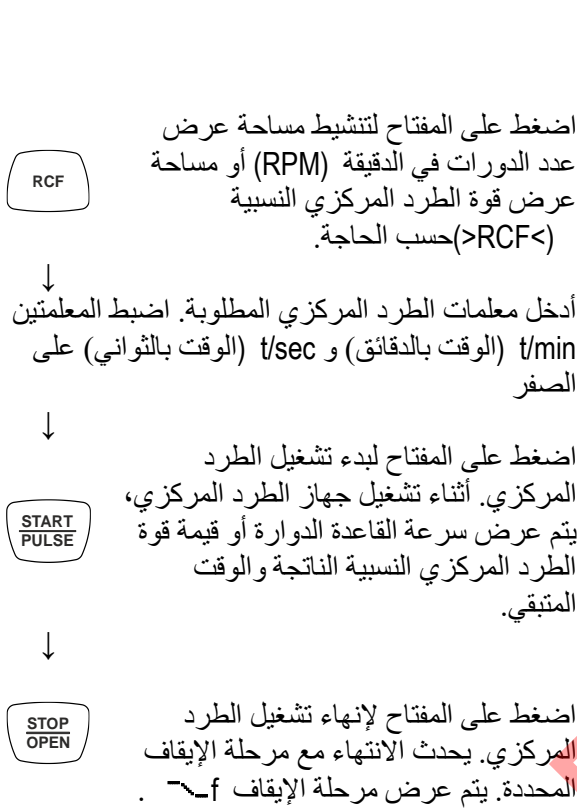 اضغط على المفتاح لتنشيط مساحة عرض
عدد الدورات في الدقيقة (RPM) أو مساحة
عرض قوة الطرد المركزي النسبية
(>RCF<)حسب الحاجة.
RCF
↓
أدخل معلمات الطرد المركزي المطلوبة. اضبط المعلمتين
t/min (الوقت بالدقائق) و t/sec (الوقت بالثواني) على
الصفر
↓
اضغط على المفتاح لبدء تشغيل الطرد
المركزي. أثناء تشغيل جهاز الطرد المركزي،
يتم عرض سرعة القاعدة الدوارة أو قيمة قوة
الطرد المركزي النسبية الناتجة والوقت
المتبقي.
START
PULSE
↓
اضغط على المفتاح لإنهاء تشغيل الطرد
المركزي. يحدث الانتهاء مع مرحلة الإيقاف
المحددة. يتم عرض مرحلة الإيقاف f .
STOP
OPEN